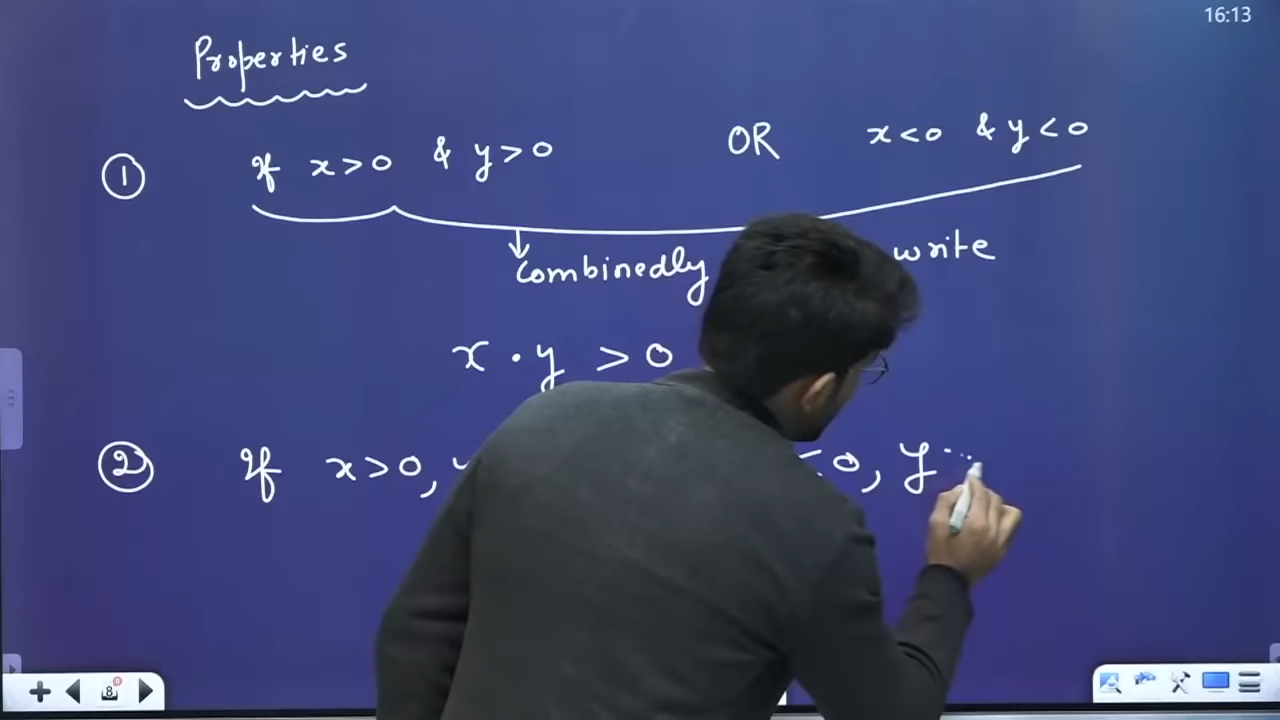 16:13
Properties
① If x>0 & y>0 OR x<0 & y<0
Combinedly write
x · y > 0
② If x>0, <0, y
8